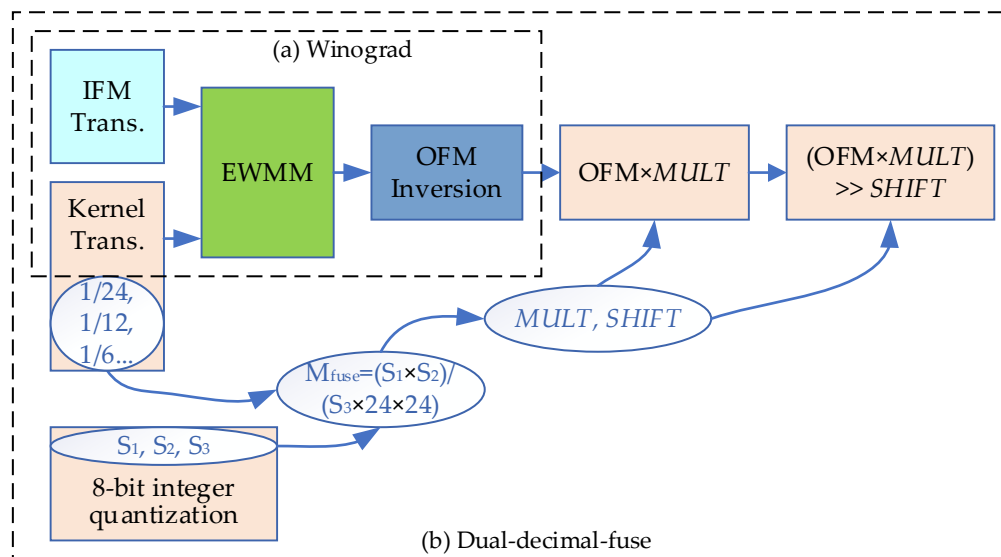 (a) Winograd
IFM
Trans.
EWMM
OFM
Inversion
OFM×MULT
(OFM×MULT)
>> SHIFT
Kernel
Trans.
1/24,
1/12,
1/6...
MULT, SHIFT
Mfuse=(S1×S2)/
(S3×24×24)
S1, S2, S3
8-bit integer
quantization
(b) Dual-decimal-fuse